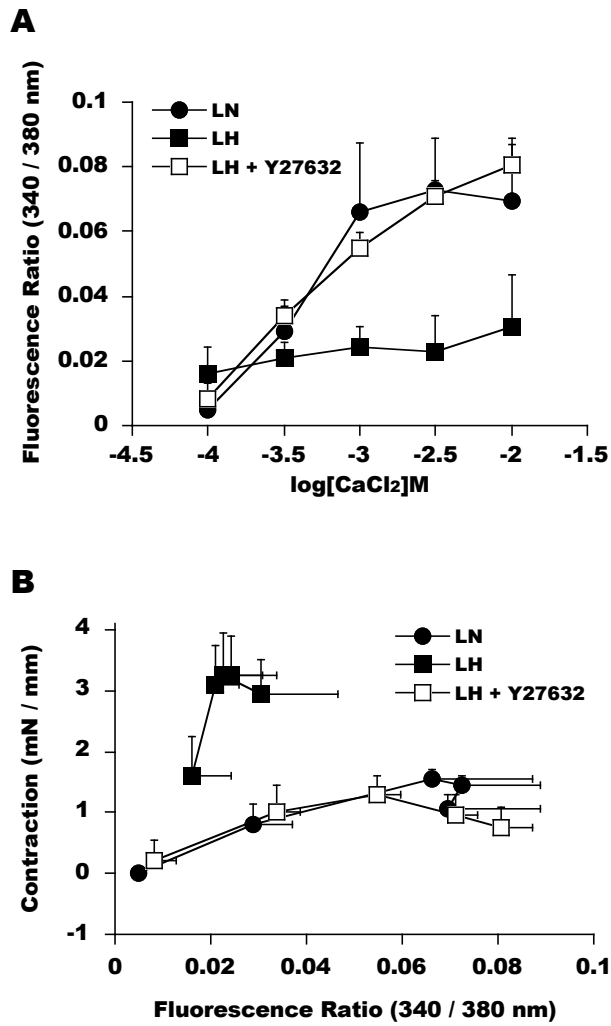 A
Fluorescence Ratio (340 / 380 nm)
0.1
0.08
0.06
0.04
0.02
0
LN
LH
LH + Y27632
-4.5 -4 -3.5 -3 -2.5 -2 -1.5
log[CaCl₂]M
B
Contraction (mN / mm)
4
3
2
1
0
-1
LN
LH
LH + Y27632
0 0.02 0.04 0.06 0.08 0.1
Fluorescence Ratio (340 / 380 nm)